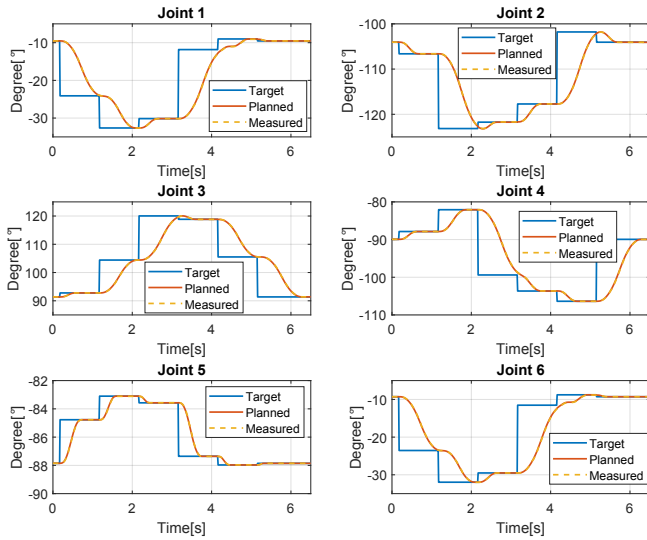 Joint 1
Degree[°]
-10
-20
-30
Target
Planned
Measured
0
2
4
6
Time[s]
Joint 2
Degree[°]
-100
-110
-120
Target
Planned
Measured
0
2
4
6
Time[s]
Joint 3
Degree[°]
120
110
100
90
Target
Planned
Measured
0
2
4
6
Time[s]
Joint 4
Degree[°]
-80
-90
-100
-110
Target
Planned
Measured
0
2
4
6
Time[s]
Joint 5
Degree[°]
-82
-84
-86
-88
-90
Target
Planned
Measured
0
2
4
6
Time[s]
Joint 6
Degree[°]
-10
-20
-30
Target
Planned
Measured
0
2
4
6
Time[s]